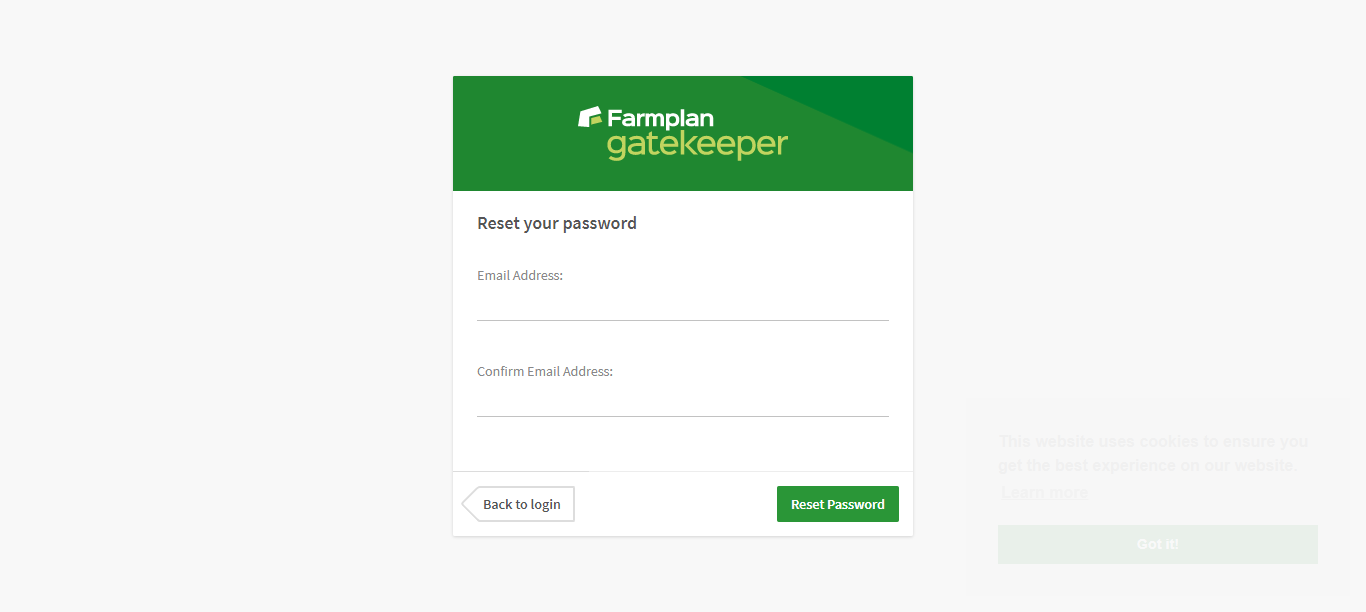 Farmplan
gatekeeper
Reset your password
Email Address:
Confirm Email Address:
Back to login
Reset Password
This website uses cookies to ensure you
get the best experience on our website.
Learn more
Got it!